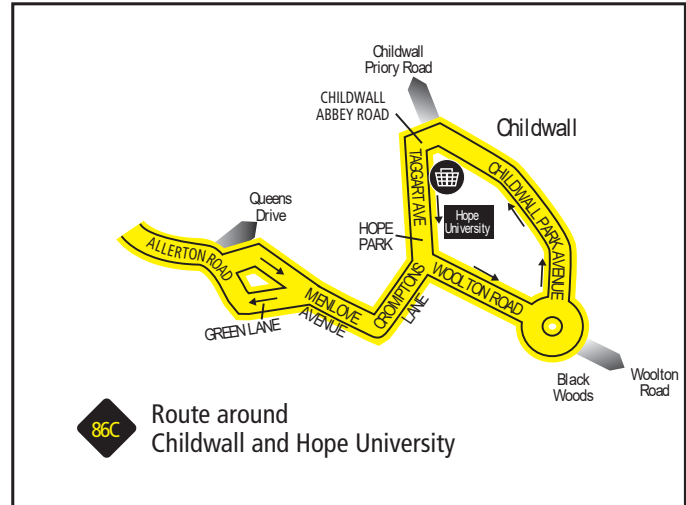 Childwall
Priory Road
CHILDWALL
ABBEY ROAD
Childwall
TAGGART AVE
CHILDWALL PARK AVENUE
Queens
Drive
Hope
University
HOPE
PARK
ALLERTON ROAD
WOOLTON ROAD
MENLOVE
AVENUE
CROMPTONS
LANE
GREEN LANE
Black
Woods
Woolton
Road
86C
Route around
Childwall and Hope University